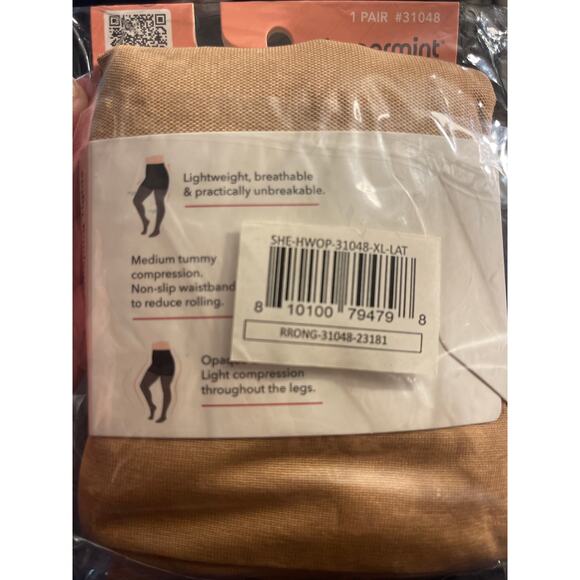 1 PAIR #31048
Lightweight, breathable
& practically unbreakable.
SHE-HWOP-31048-XL-LAT
Medium tummy
compression.
Non-slip waistband
to reduce rolling.
8 10100 79479 8
RRONG-31048-23181
Light compression
throughout the legs.